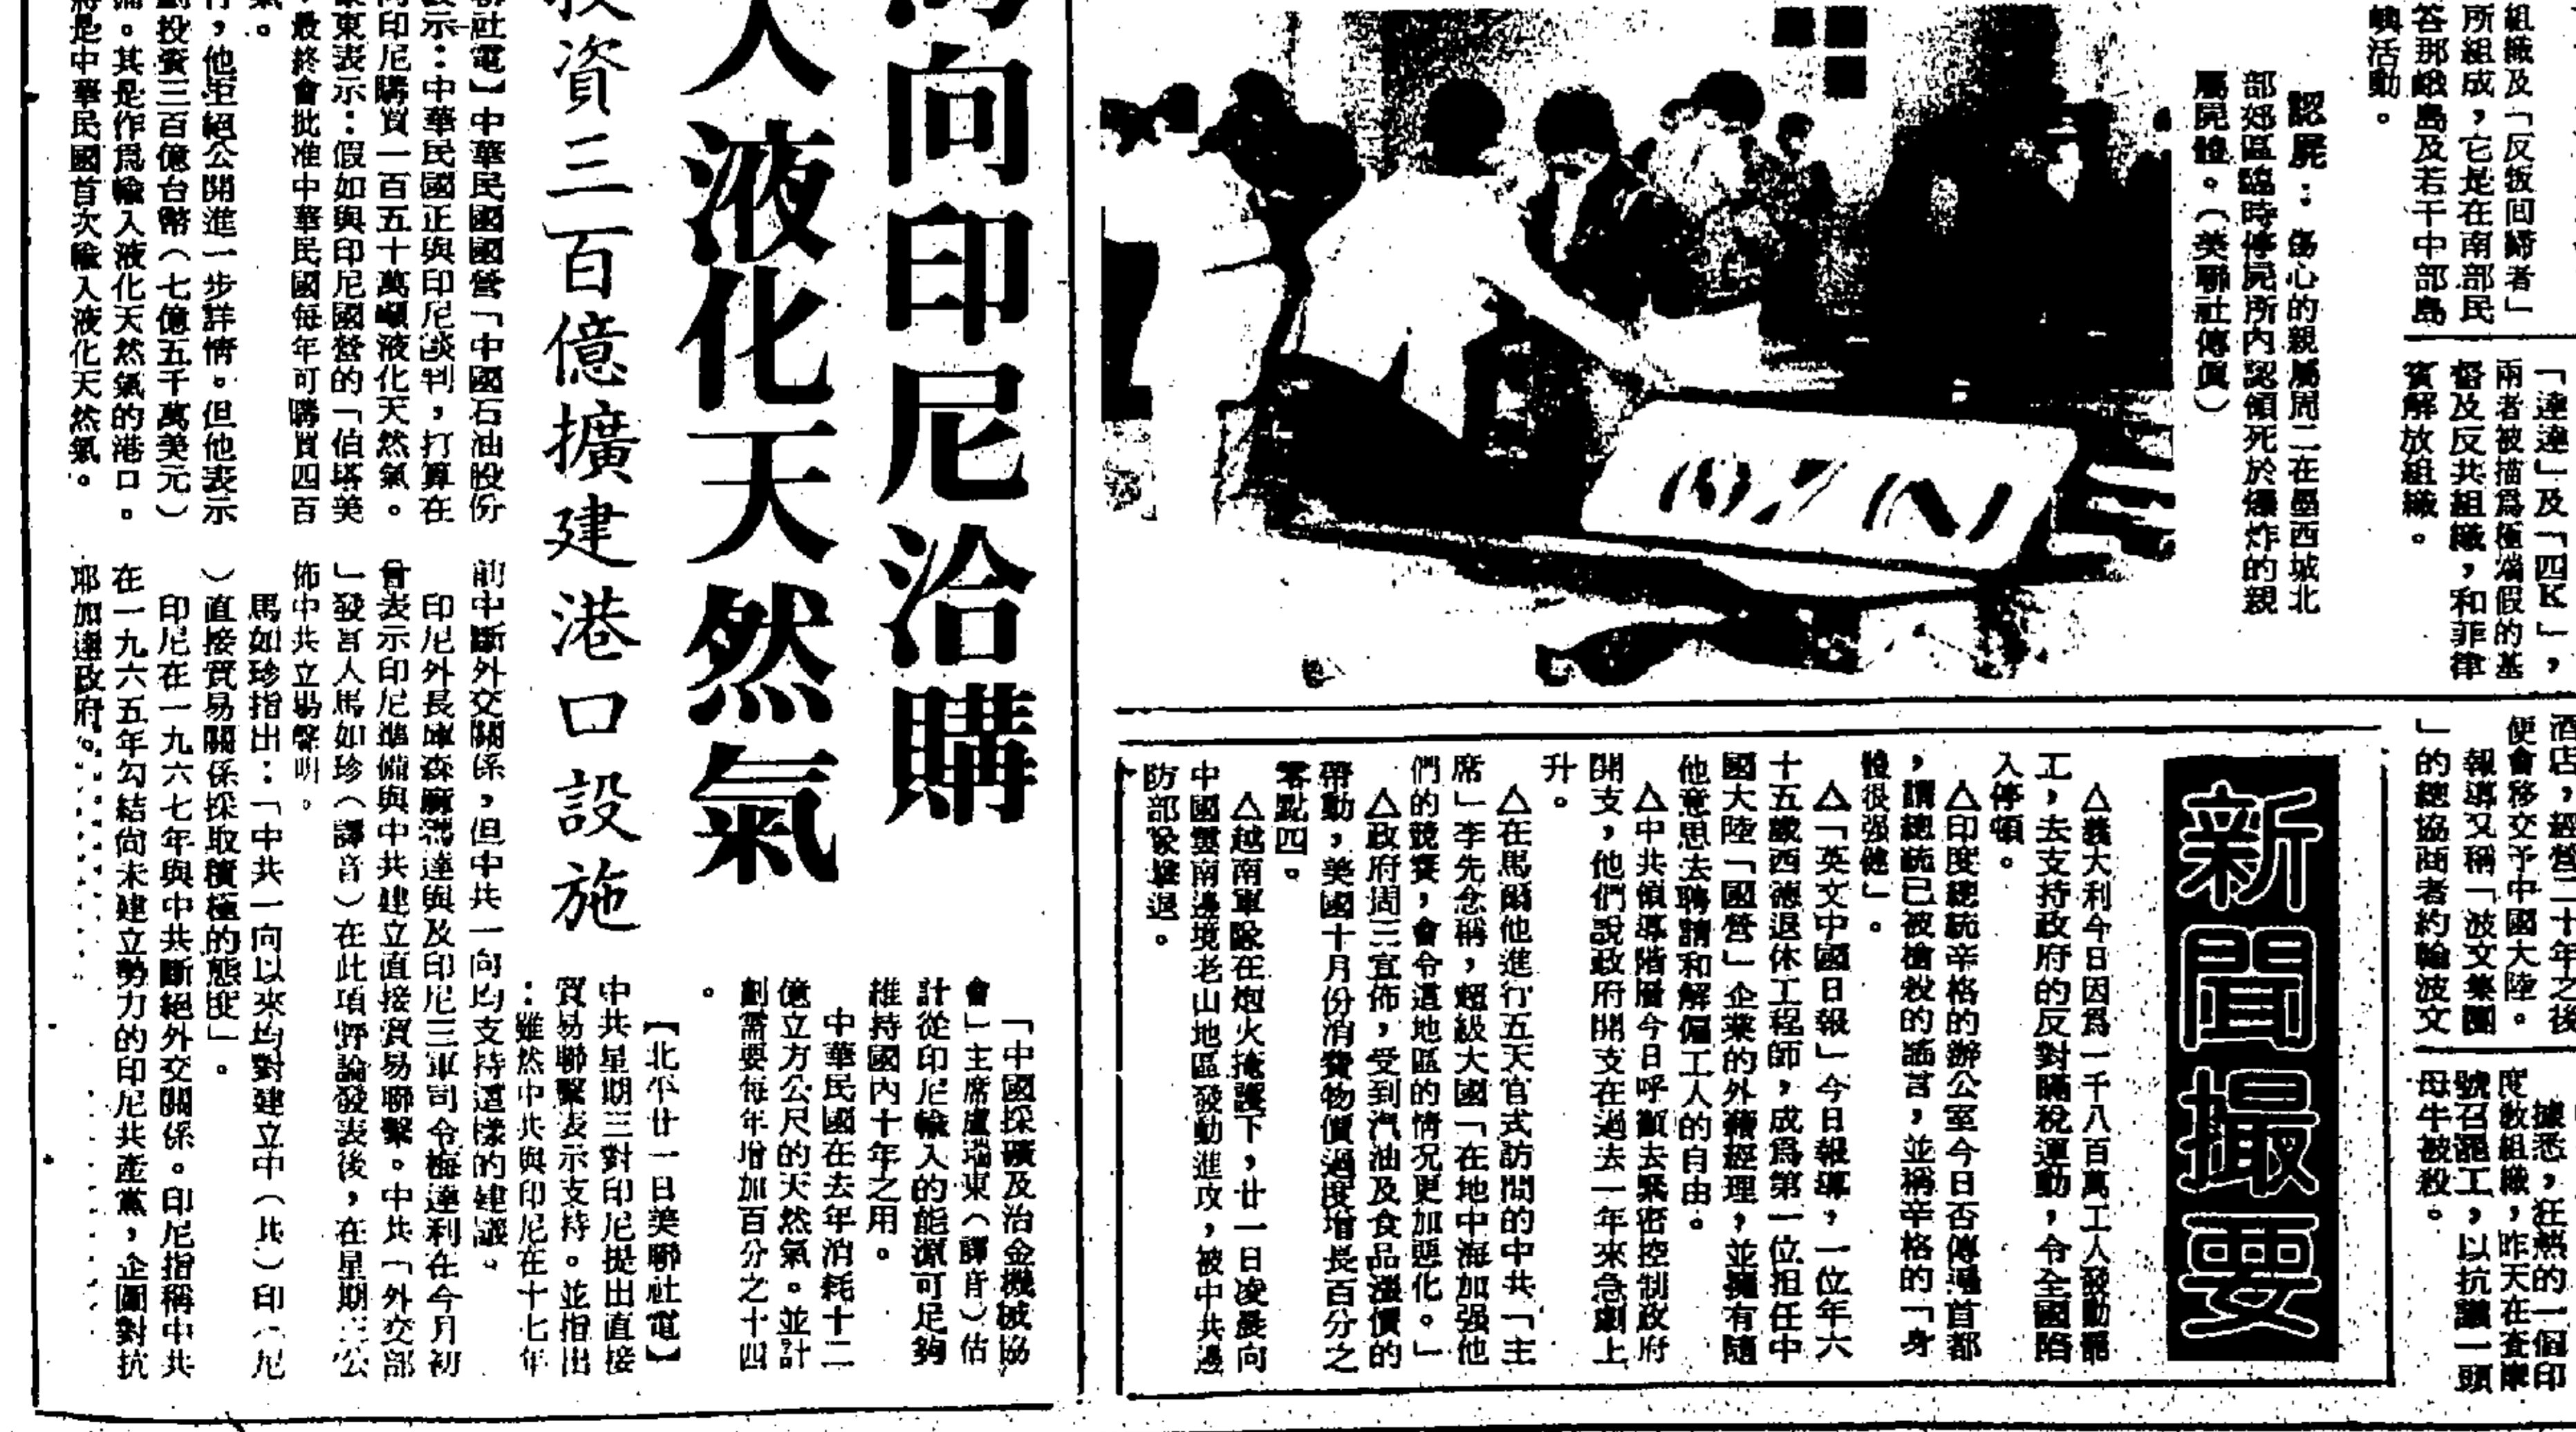 組織及「反叛回歸者」
所組成，它是在南部民
答那峨島及若干中部島
嶼活動。
「達達」及「四K」，
兩者被描爲極端假的基
督及反共組織，和菲律
賓解放組織。
酒店，經營二十年之後
便會移交予中國大陸。
報導又稱「波文集團
」的總協商者約翰波文
據悉，狂熱的一個印
度教組織，昨天在查謨
號召罷工，以抗議一頭
母牛被殺。
認屍：傷心的親屬周二在墨西城北
部郊區臨時停屍所內認領死於爆炸的親
屬屍體。（美聯社傳眞）
新聞撮要
△義大利今日因爲一千八百萬工人發動罷
工，去支持政府的反對瞞稅運動，令全國陷
入停頓。
△印度總統辛格的辦公室今日否傳遍首都
，謂總統已被槍殺的謠言，並稱辛格的「身
體很强健」。
△「英文中國日報」今日報導，一位年六
十五歲西德退休工程師，成爲第一位担任中
國大陸「國營」企業的外籍經理，並擁有隨
他意思去聘請和解僱工人的自由。
△中共領導階層今日呼籲去緊密控制政府
開支，他們說政府開支在過去一年來急劇上
升。
△在馬爾他進行五天官式訪問的中共「主
席」李先念稱，超級大國「在地中海加强他
們的競賽，會令這地區的情況更加惡化。」
△政府周三宣佈，受到汽油及食品漲價的
帶動，美國十月份消費物價過度增長百分之
零點四。
△越南軍隊在炮火掩護下，廿一日凌晨向
中國雲南邊境老山地區發動進攻，被中共邊
防部隊擊退。
向印尼洽購
入液化天然氣
投資三百億擴建港口設施
聯社電】中華民國國營「中國石油股份
表示：中華民國正與印尼談判，打算在
向印尼購買一百五十萬噸液化天然氣。
東表示：假如與印尼國營的「伯塔美
，最終會批准中華民國每年可購買四百
氣。
行，他拒絕公開進一步詳情。但他表示
劃投資三百億台幣（七億五千萬美元）
備。其是作爲輸入液化天然氣的港口。
將是中華民國首次輸入液化天然氣。
「中國採礦及冶金機械協
會」主席盧瑞東（譯音）估
計從印尼輸入的能源可足夠
維持國內十年之用。
中華民國在去年消耗十二
億立方公尺的天然氣。並計
劃需要每年增加百分之十四
。
【北平廿一日美聯社電】
中共星期三對印尼提出直接
貿易聯繫表示支持。並指出
：雖然中共與印尼在十七年
前中斷外交關係，但中共一向均支持這樣的建議。
印尼外長庫森麻瑪達與及印尼三軍司令梅達利在今月初
曾表示印尼準備與中共建立直接貿易聯繫。中共「外交部
」發言人馬如珍（譯音）在此項評論發表後，在星期三公
佈中共立場聲明。
馬如珍指出：「中共一向以來均對建立中（共）印（尼
）直接貿易關係採取積極的態度」。
印尼在一九六七年與中共斷絕外交關係。印尼指稱中共
在一九六五年勾結尚未建立勢力的印尼共產黨，企圖對抗
耶加達政府。